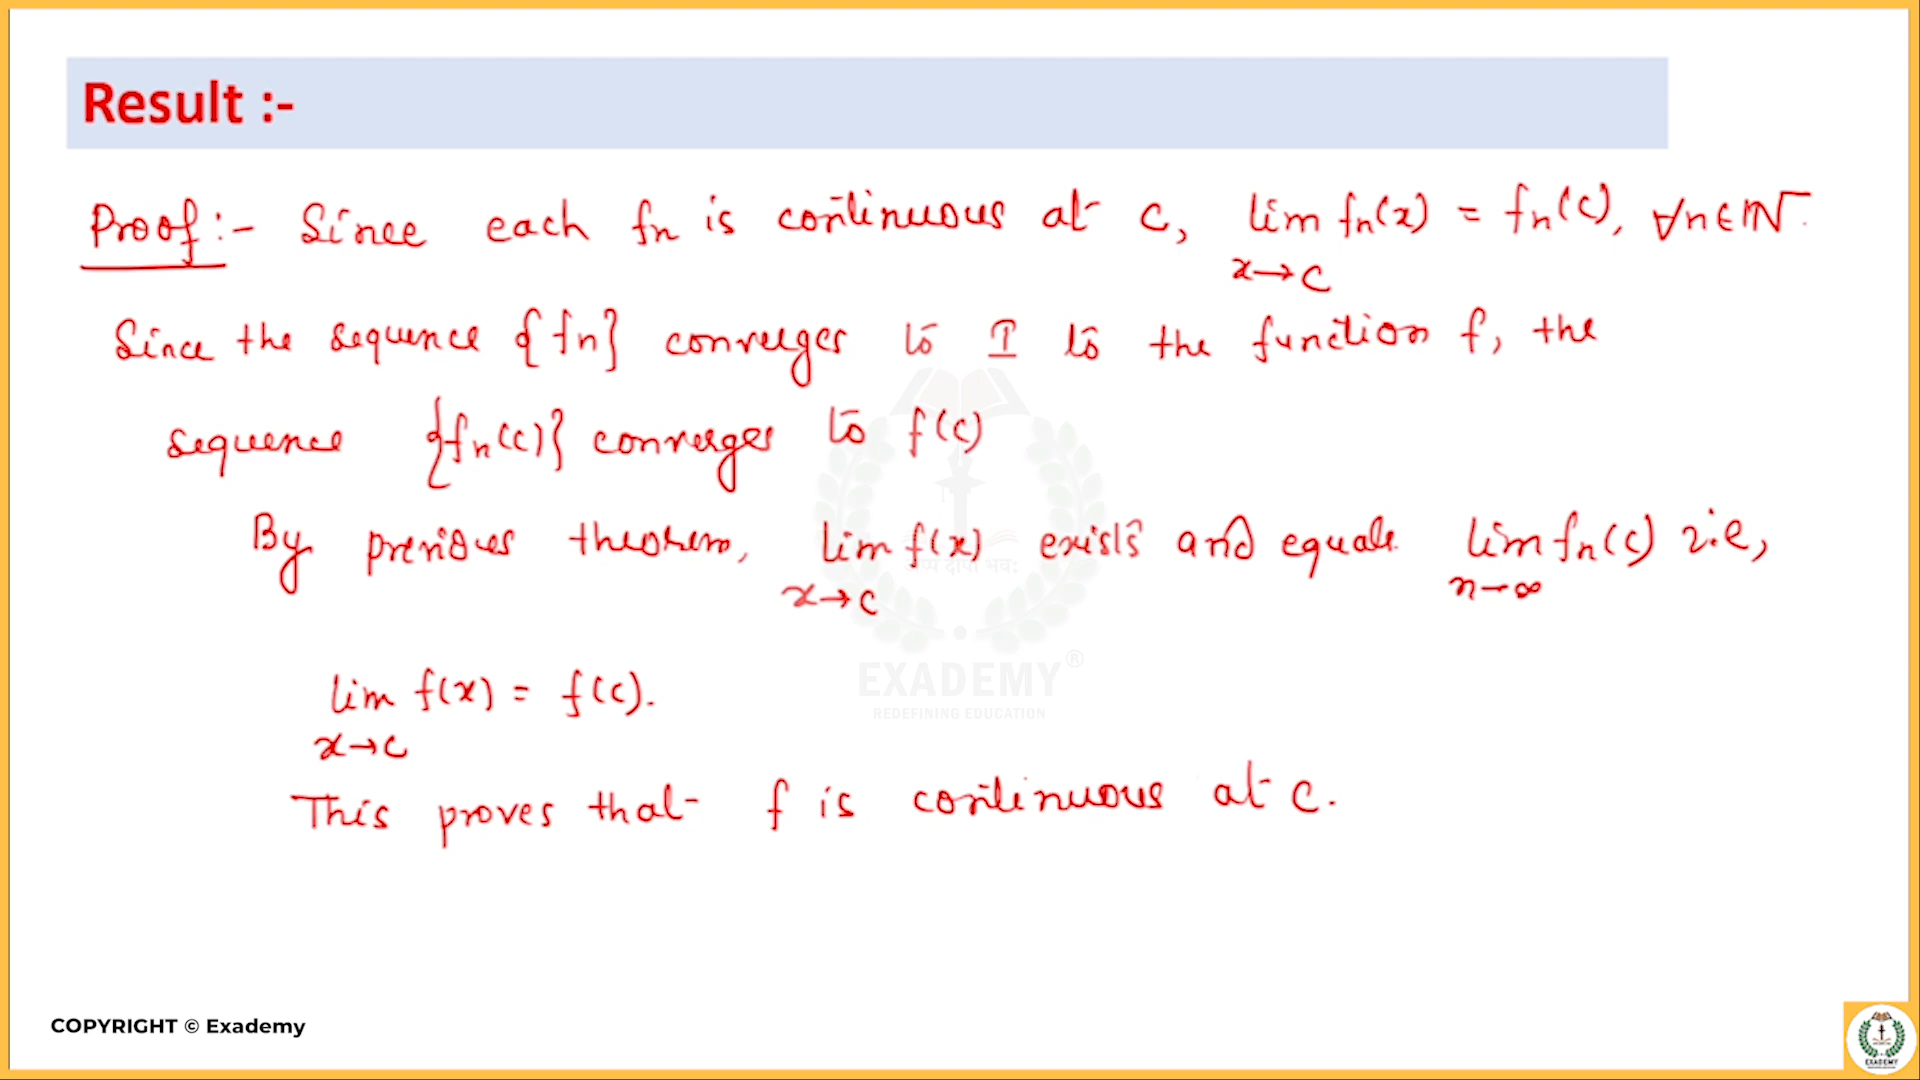 Result :-
Proof :- Since each fn is continuous at c, lim fn(x) = fn(c), ∀n∈ℕ.
x→c
Since the sequence {fn} converges to I to the function f, the
sequence {fn(c)} converges to f(c)
By previous theorem, lim f(x) exists and equals lim fn(c) i.e,
x→c n→∞
lim f(x) = f(c).
x→c
This proves that f is continuous at c.
EXADEMY®
REDEFINING EDUCATION
COPYRIGHT © Exademy
EXADEMY